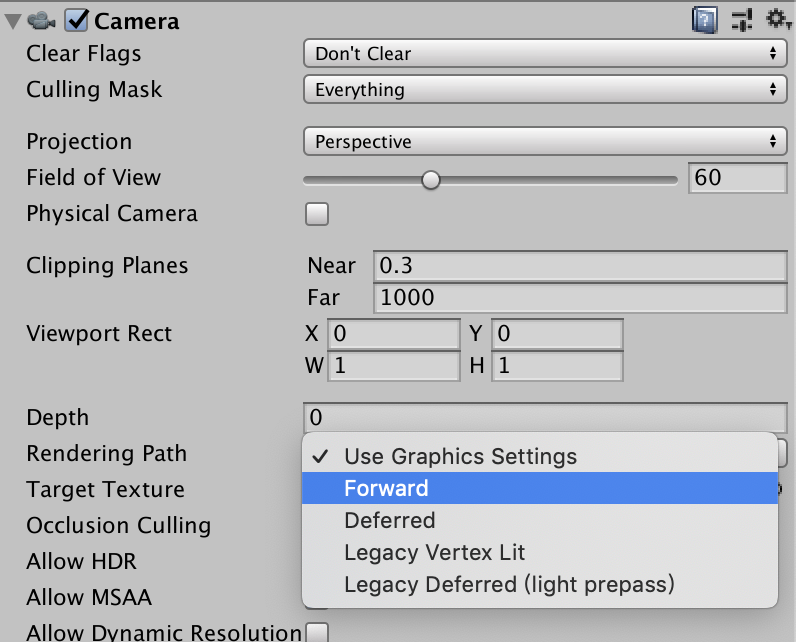 Camera
Clear Flags Don't Clear
Culling Mask Everything
Projection Perspective
Field of View 60
Physical Camera
Clipping Planes Near 0.3
Far 1000
Viewport Rect X 0 Y 0
W 1 H 1
Depth 0
Rendering Path ✓ Use Graphics Settings
Target Texture Forward
Occlusion Culling Deferred
Allow HDR Legacy Vertex Lit
Allow MSAA Legacy Deferred (light prepass)
Allow Dynamic Resolution